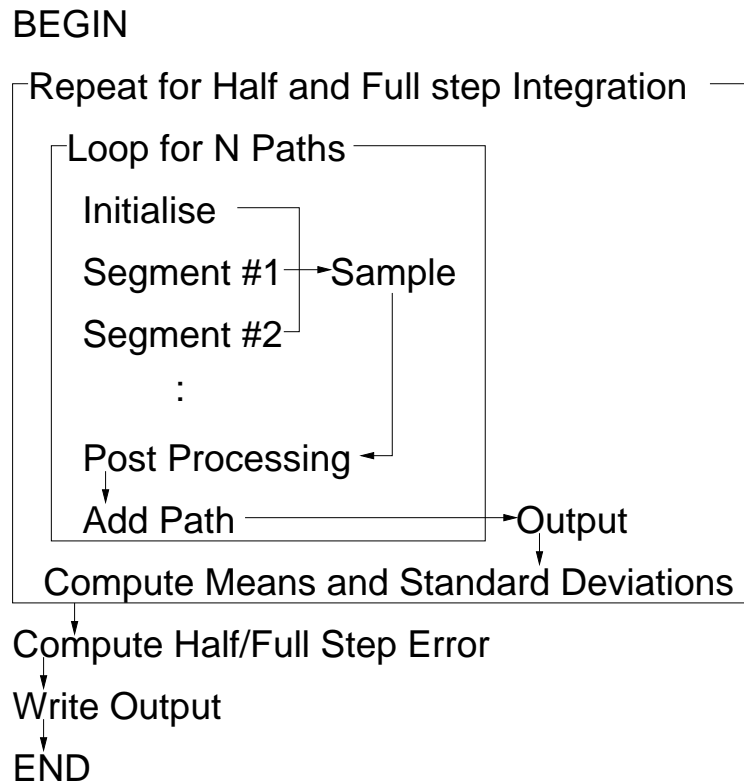 BEGIN
Repeat for Half and Full step Integration
Loop for N Paths
Initialise
Segment #1 Sample
Segment #2
:
Post Processing
Add Path Output
Compute Means and Standard Deviations
Compute Half/Full Step Error
Write Output
END